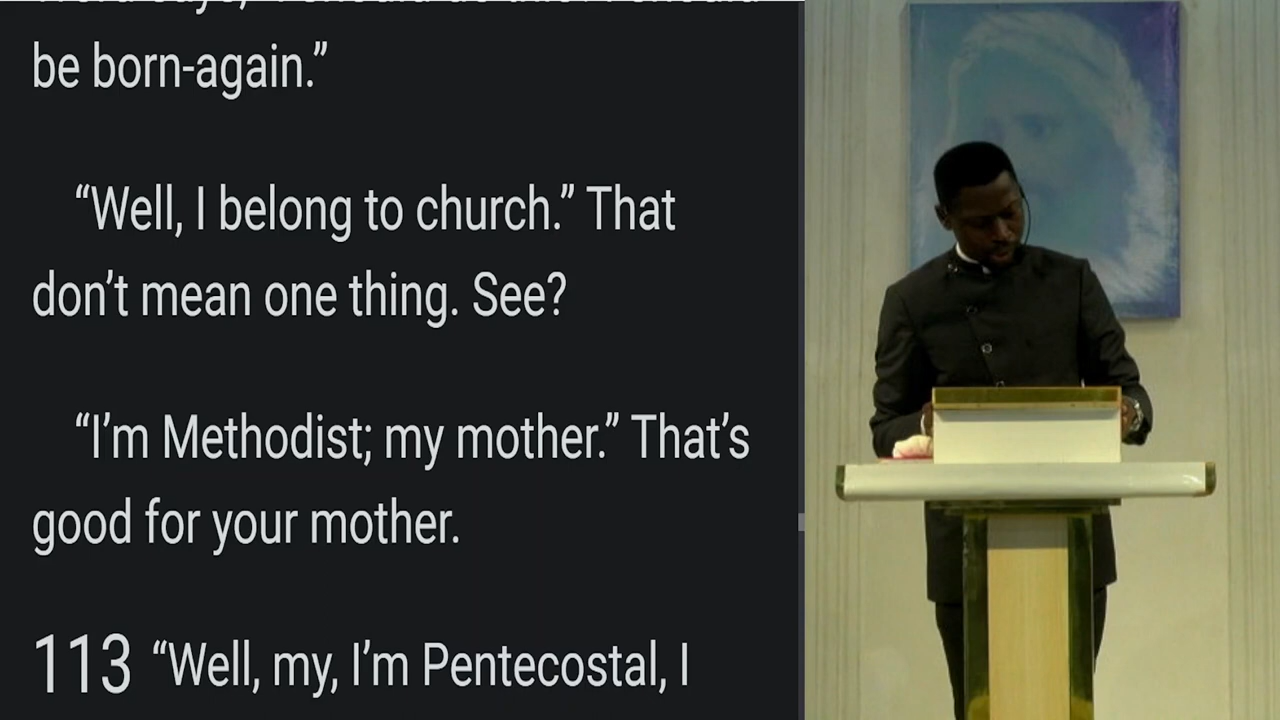 be born-again.”
“Well, I belong to church.” That
don’t mean one thing. See?
“I’m Methodist; my mother.” That’s
good for your mother.
113 “Well, my, I’m Pentecostal, I